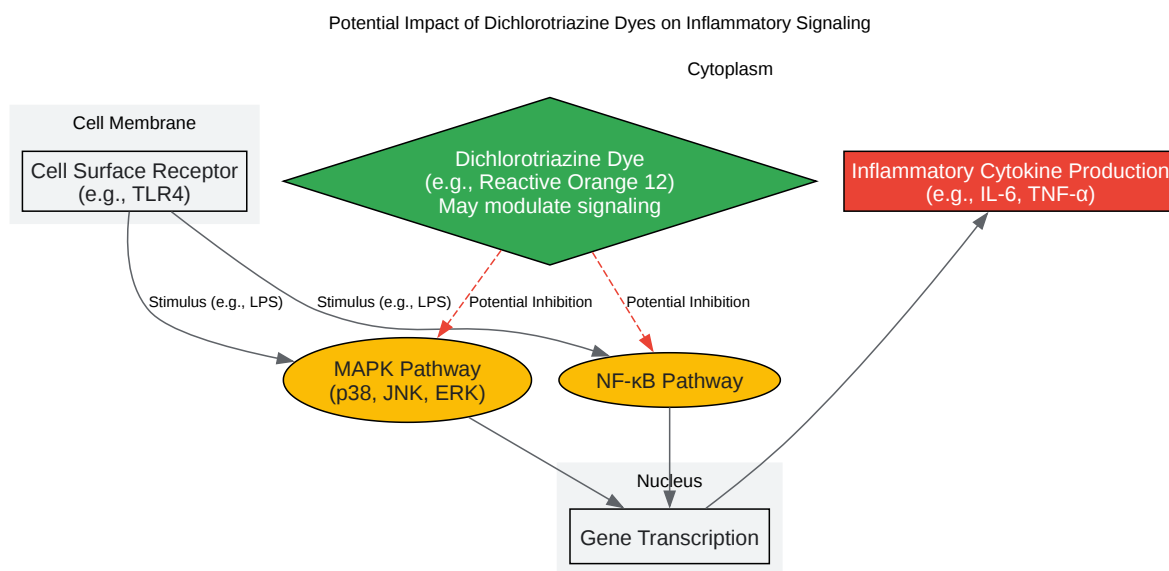 Potential Impact of Dichlorotriazine Dyes on Inflammatory Signaling
Cytoplasm
Cell Membrane
Cell Surface Receptor
(e.g., TLR4)
Dichlorotriazine Dye
(e.g., Reactive Orange 12)
May modulate signaling
Inflammatory Cytokine Production
(e.g., IL-6, TNF-α)
Stimulus (e.g., LPS)
Stimulus (e.g., LPS)
Potential Inhibition
Potential Inhibition
MAPK Pathway
(p38, JNK, ERK)
NF-κB Pathway
Nucleus
Gene Transcription